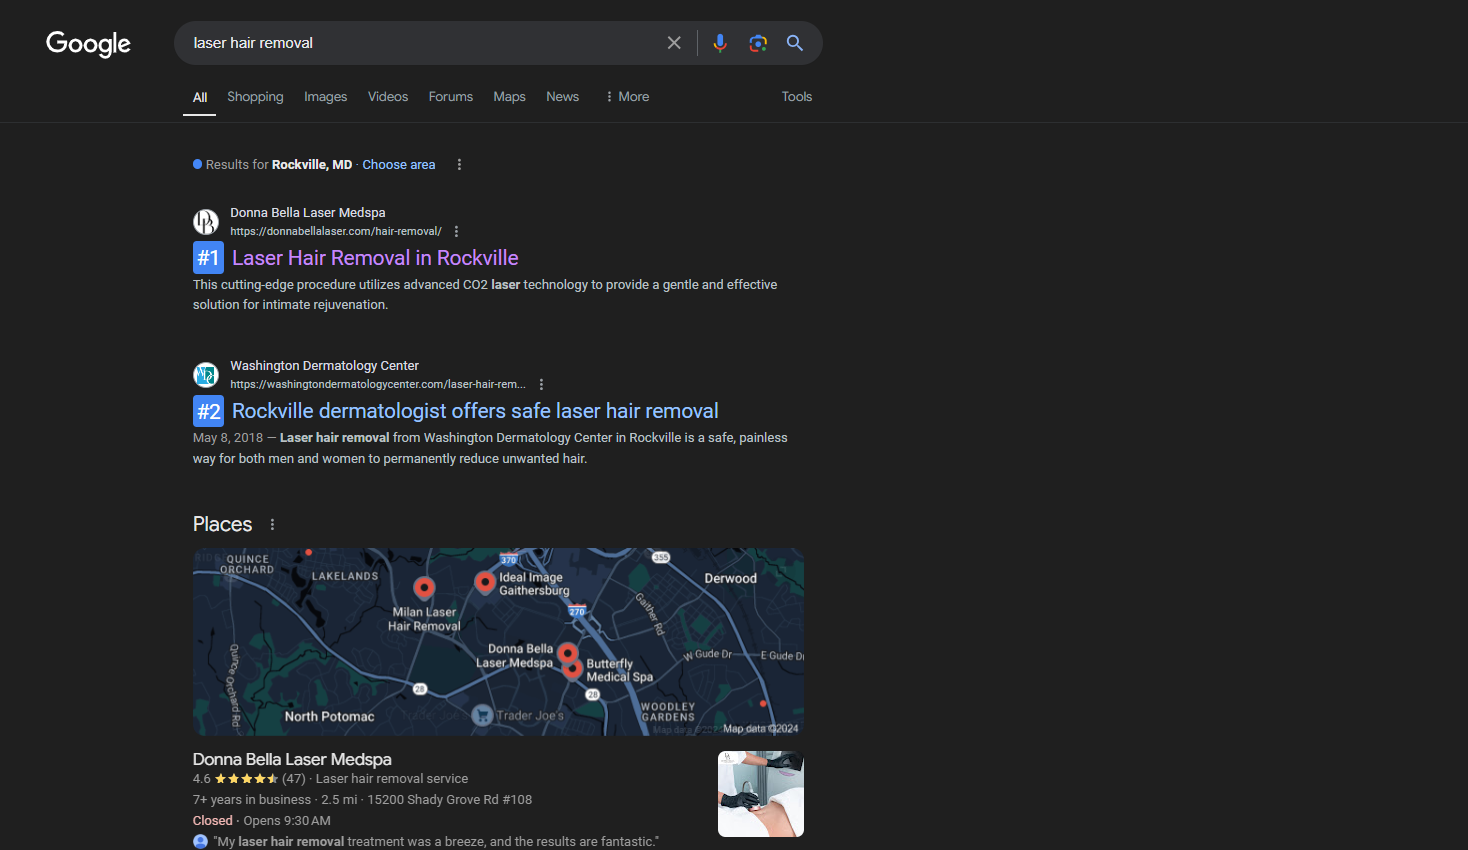 Google
laser hair removal
All Shopping Images Videos Forums Maps News More Tools
Results for Rockville, MD · Choose area
Donna Bella Laser Medspa
https://donnabellalaser.com/hair-removal/
#1 Laser Hair Removal in Rockville
This cutting-edge procedure utilizes advanced CO2 laser technology to provide a gentle and effective
solution for intimate rejuvenation.
Washington Dermatology Center
https://washingtondermatologycenter.com/laser-hair-rem...
#2 Rockville dermatologist offers safe laser hair removal
May 8, 2018 — Laser hair removal from Washington Dermatology Center in Rockville is a safe, painless
way for both men and women to permanently reduce unwanted hair.
Places
QUINCE
ORCHARD
LAKELANDS
370
355
Derwood
Ideal Image
Gaithersburg
Milan Laser
Hair Removal
270
Gaither Rd
Donna Bella
Laser Medspa
Butterfly
Medical Spa
W Gude Dr
E Gude Dr
Quince Orchard Rd
28
28
North Potomac
Trader Joe's
WOODLEY
GARDENS
Map data ©2024
Donna Bella Laser Medspa
4.6 (47) · Laser hair removal service
7+ years in business · 2.5 mi · 15200 Shady Grove Rd #108
Closed · Opens 9:30 AM
"My laser hair removal treatment was a breeze, and the results are fantastic."